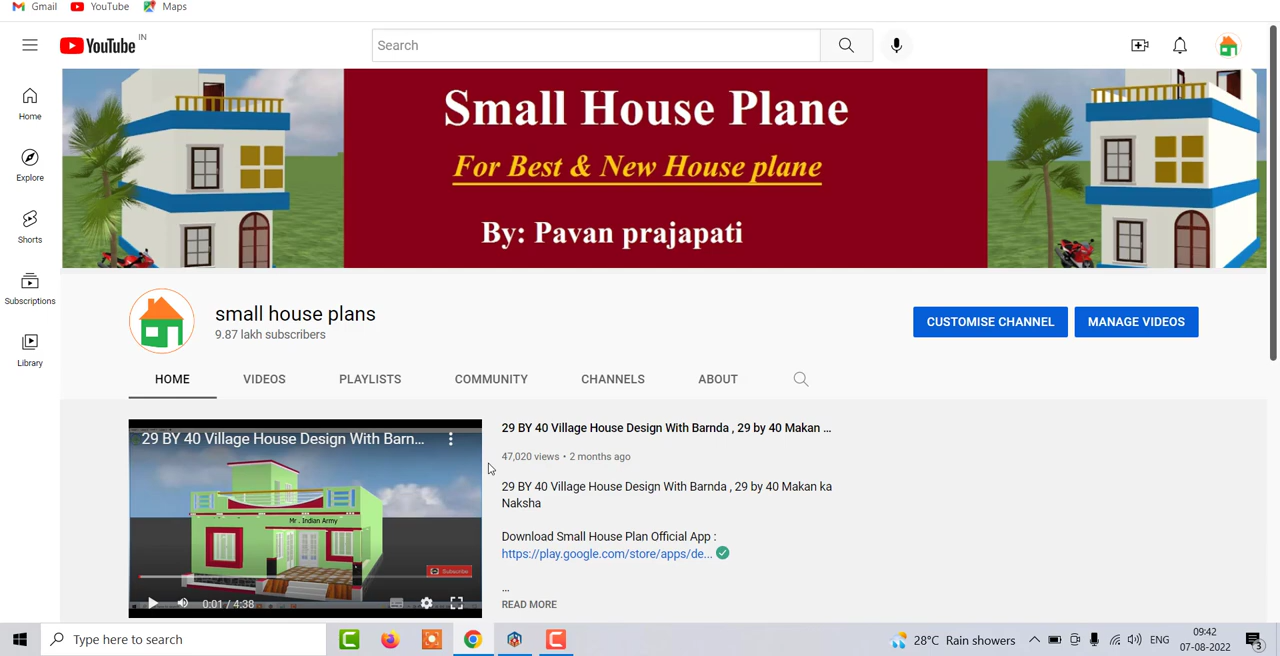 Gmail
YouTube
Maps
YouTube IN
Search
Home
Explore
Shorts
Subscriptions
Library
Small House Plane
For Best & New House plane
By: Pavan prajapati
small house plans
9.87 lakh subscribers
CUSTOMISE CHANNEL
MANAGE VIDEOS
HOME
VIDEOS
PLAYLISTS
COMMUNITY
CHANNELS
ABOUT
29 BY 40 Village House Design With Barn...
Mr . Indian Army
Subscribe
0:01 / 4:38
29 BY 40 Village House Design With Barnda , 29 by 40 Makan ...
47,020 views • 2 months ago
29 BY 40 Village House Design With Barnda , 29 by 40 Makan ka
Naksha
Download Small House Plan Official App :
https://play.google.com/store/apps/de...
...
READ MORE
Type here to search
28°C Rain showers
ENG
09:42
07-08-2022
3